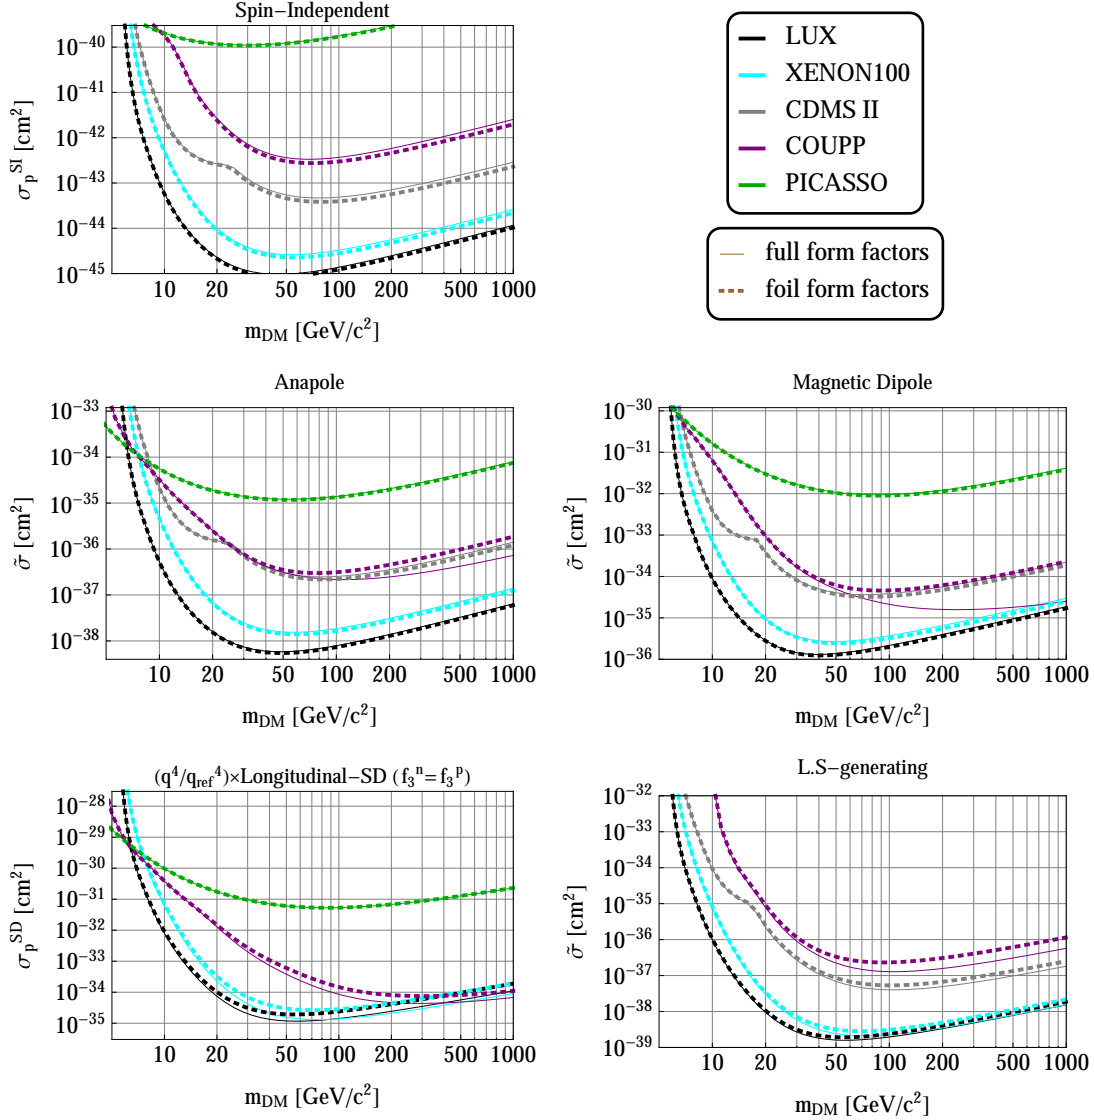 Spin-Independent
10⁻⁴⁰
10⁻⁴¹
10⁻⁴²
10⁻⁴³
10⁻⁴⁴
10⁻⁴⁵
σₚ^SI [cm²]
10 20 50 100 200 500 1000
m_DM [GeV/c²]
LUX
XENON100
CDMS II
COUPP
PICASSO
full form factors
foil form factors
Anapole
10⁻³³
10⁻³⁴
10⁻³⁵
10⁻³⁶
10⁻³⁷
10⁻³⁸
σ̃ [cm²]
10 20 50 100 200 500 1000
m_DM [GeV/c²]
Magnetic Dipole
10⁻³⁰
10⁻³¹
10⁻³²
10⁻³³
10⁻³⁴
10⁻³⁵
10⁻³⁶
σ̃ [cm²]
10 20 50 100 200 500 1000
m_DM [GeV/c²]
(q⁴/q_ref⁴)×Longitudinal-SD (f₃ⁿ=f₃ᵖ)
10⁻²⁸
10⁻²⁹
10⁻³⁰
10⁻³¹
10⁻³²
10⁻³³
10⁻³⁴
10⁻³⁵
σₚ^SD [cm²]
10 20 50 100 200 500 1000
m_DM [GeV/c²]
L.S-generating
10⁻³²
10⁻³³
10⁻³⁴
10⁻³⁵
10⁻³⁶
10⁻³⁷
10⁻³⁸
10⁻³⁹
σ̃ [cm²]
10 20 50 100 200 500 1000
m_DM [GeV/c²]